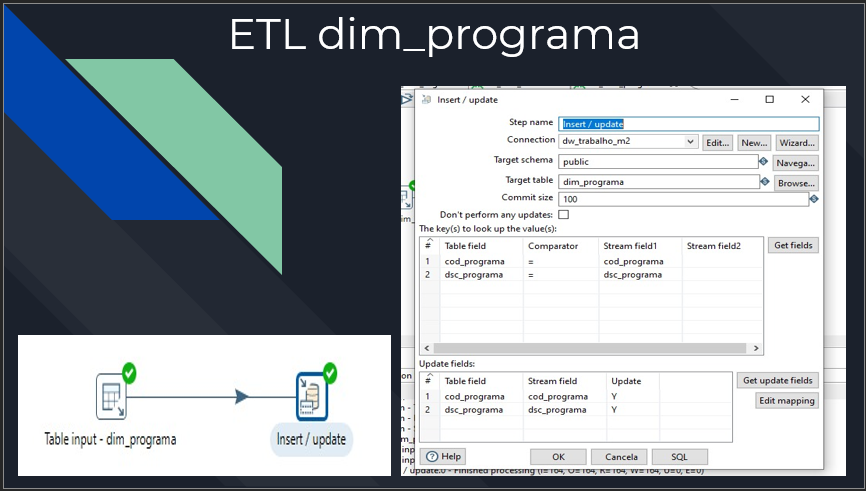 ETL dim_programa
Insert / update
Step name Insert / update
Connection dw_trabalho_m2 Edit... New... Wizard...
Target schema public Navega...
Target table dim_programa Browse...
Commit size 100
Don't perform any updates:
The key(s) to look up the value(s):
# Table field Comparator Stream field1 Stream field2 Get fields
1 cod_programa = cod_programa
2 dsc_programa = dsc_programa
Update fields:
# Table field Stream field Update Get update fields
1 cod_programa cod_programa Y Edit mapping
2 dsc_programa dsc_programa Y
Help OK Cancela SQL
/ update.0 - Finished processing (I=164, O=164, R=164, W=164, U=0, E=0)
Table input - dim_programa
Insert / update